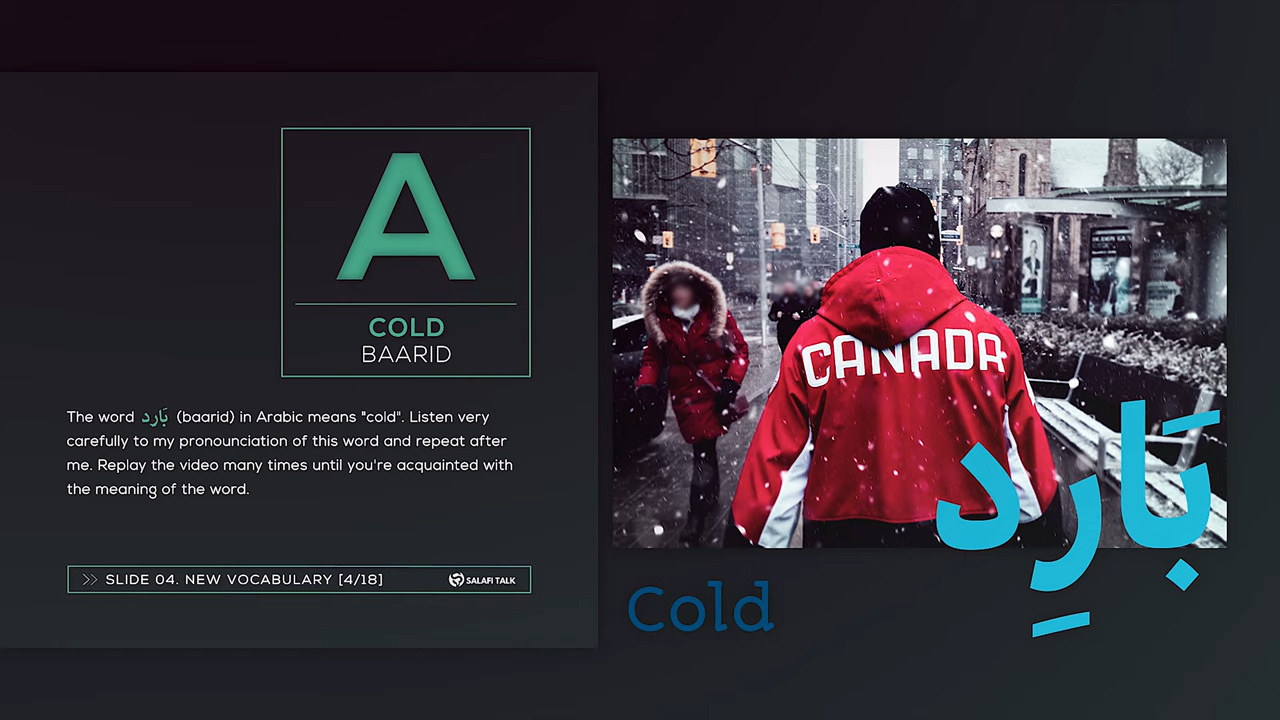 A
COLD
BAARID
The word بَارِد (baarid) in Arabic means "cold". Listen very
carefully to my pronounciation of this word and repeat after
me. Replay the video many times until you're acquainted with
the meaning of the word.
SLIDE 04. NEW VOCABULARY [4/18]
SALAFI TALK
CANADA
بَارِد
Cold